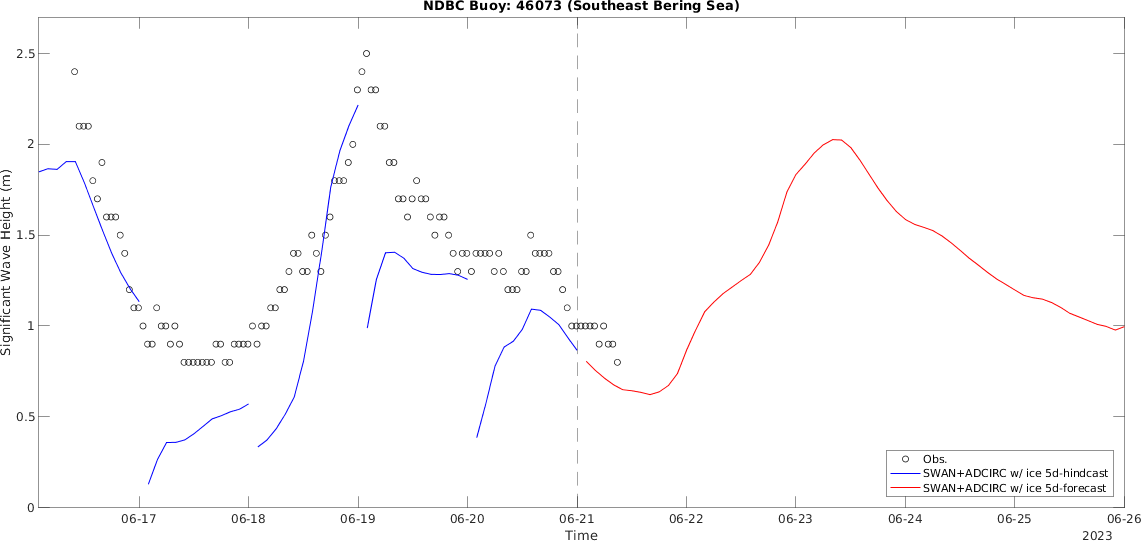 NDBC Buoy: 46073 (Southeast Bering Sea)
Significant Wave Height (m)
2.5
2
1.5
1
0.5
0
Obs.
SWAN+ADCIRC w/ ice 5d-hindcast
SWAN+ADCIRC w/ ice 5d-forecast
06-17 06-18 06-19 06-20 06-21 06-22 06-23 06-24 06-25 06-26
Time
2023